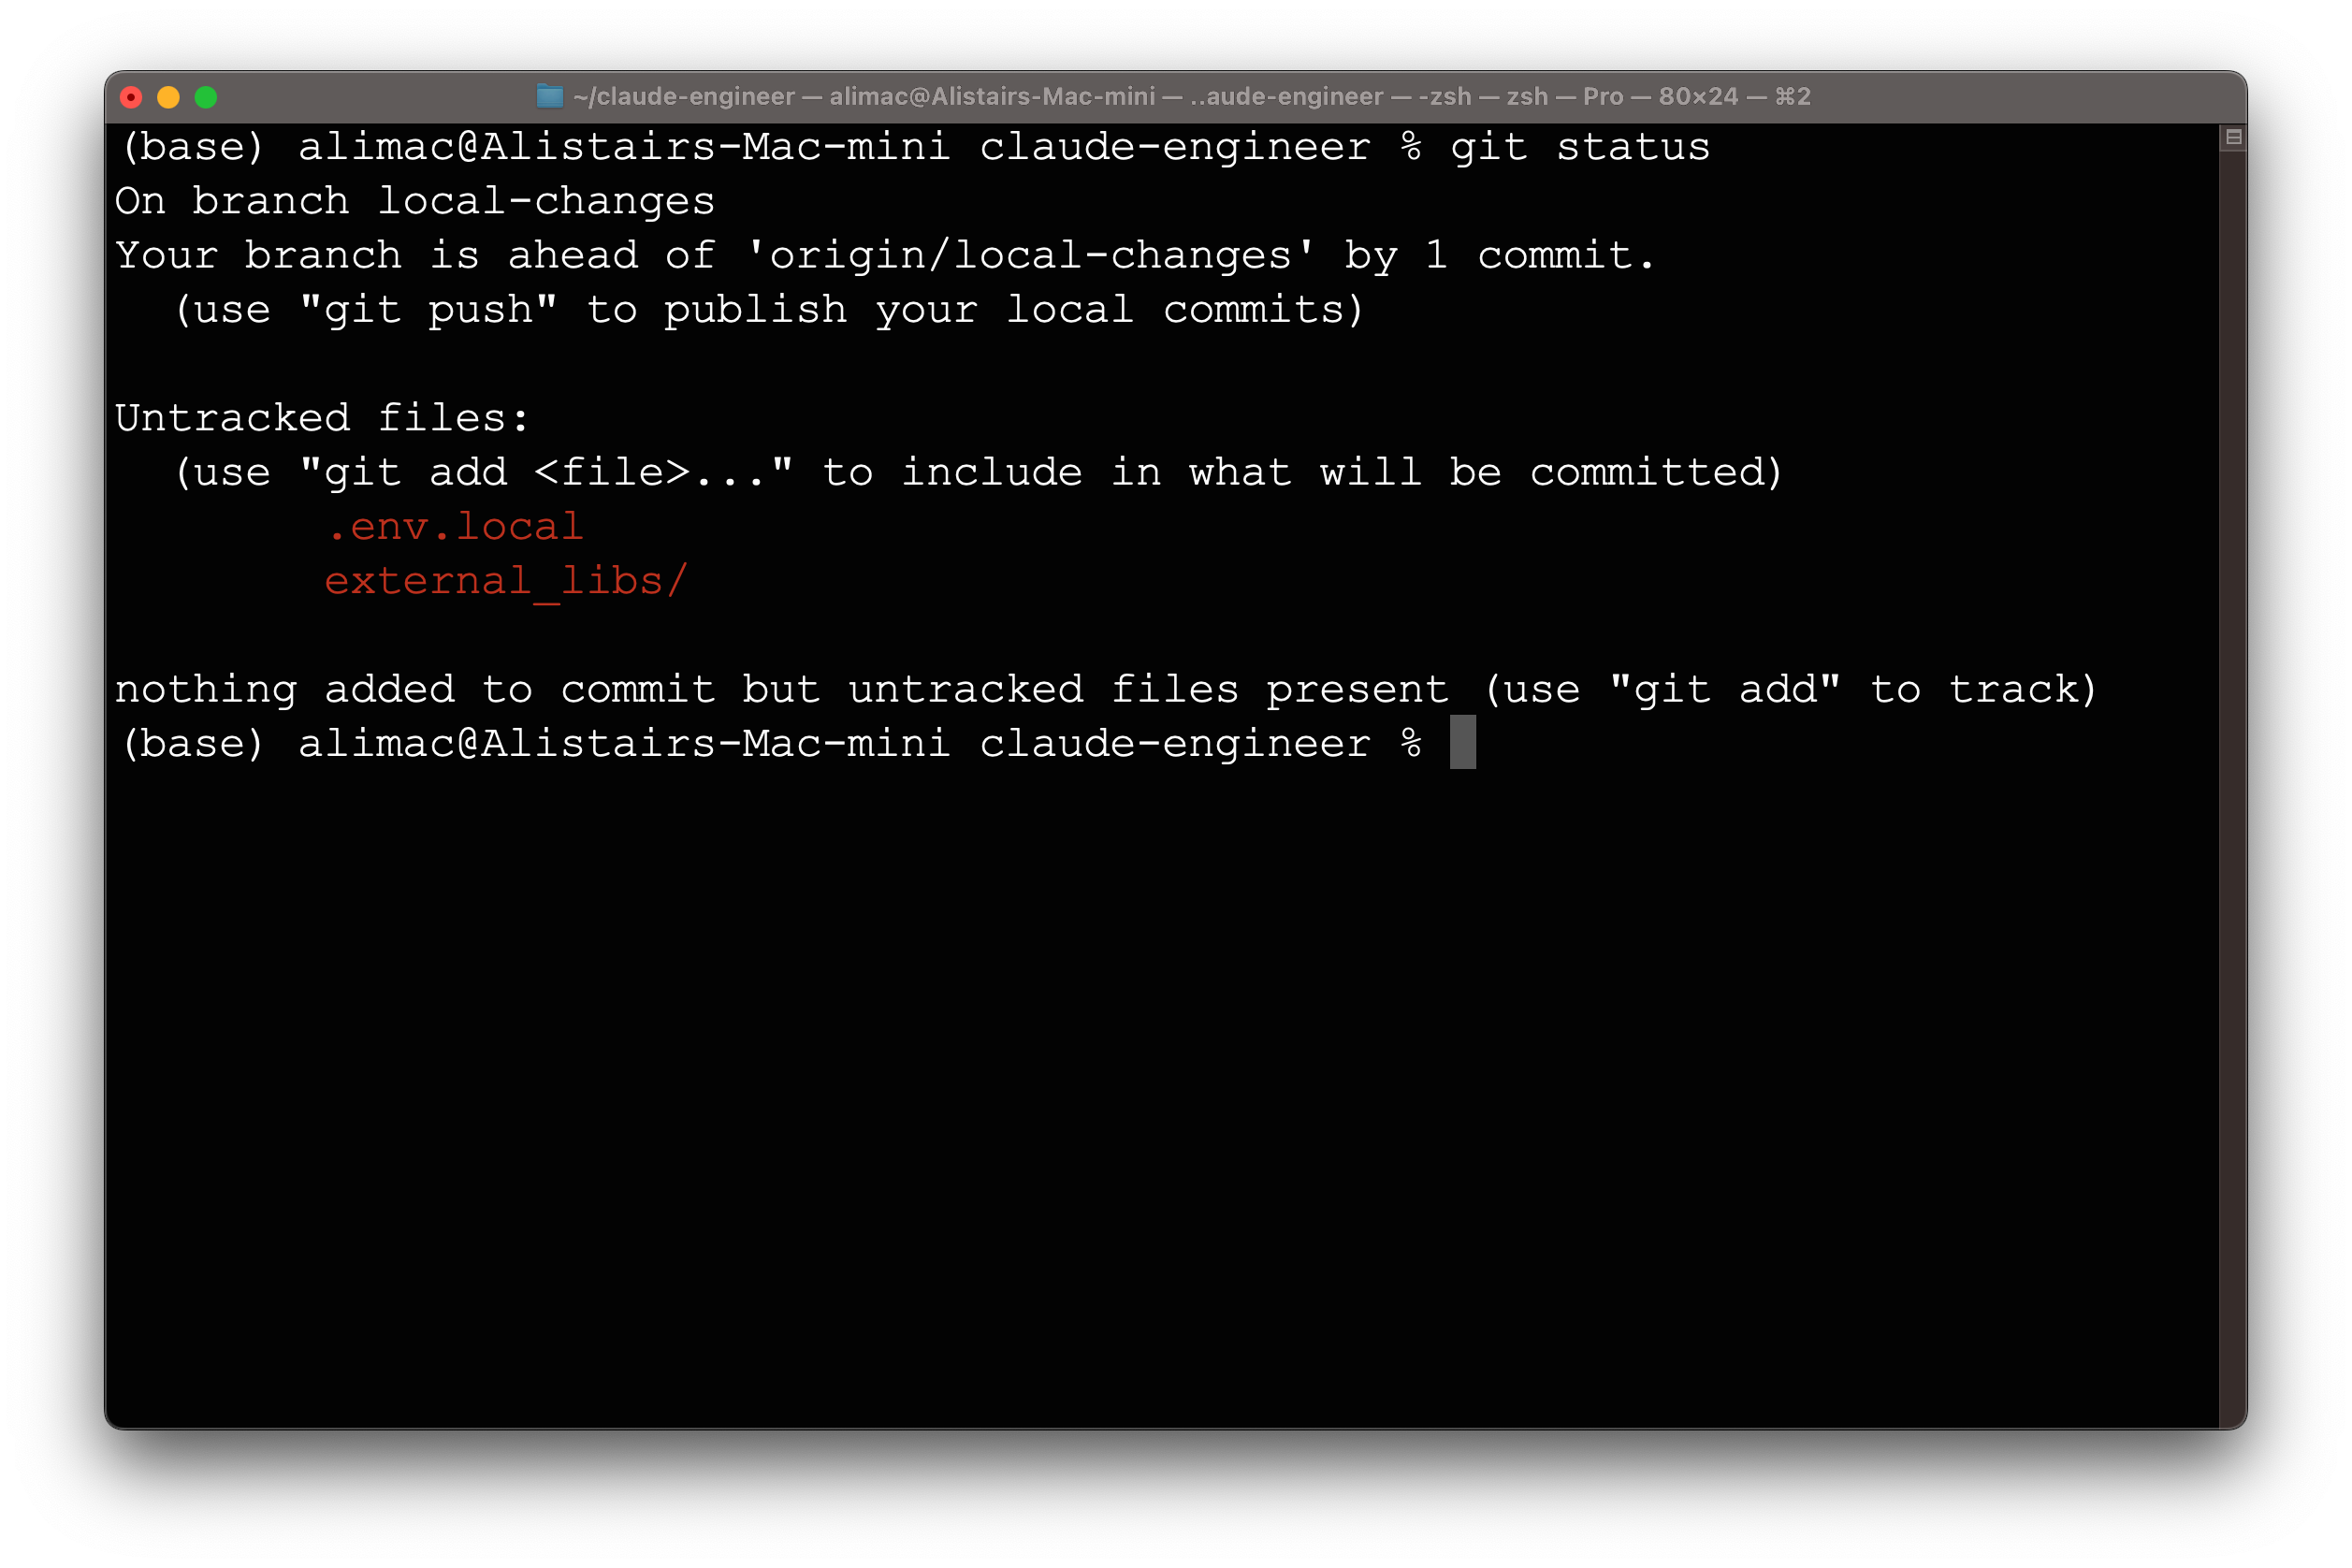 ~/claude-engineer — alimac@Alistairs-Mac-mini — ..aude-engineer — -zsh — zsh — Pro — 80×24 — ⌘2
(base) alimac@Alistairs-Mac-mini claude-engineer % git status
On branch local-changes
Your branch is ahead of 'origin/local-changes' by 1 commit.
  (use "git push" to publish your local commits)

Untracked files:
  (use "git add <file>..." to include in what will be committed)
        .env.local
        external_libs/

nothing added to commit but untracked files present (use "git add" to track)
(base) alimac@Alistairs-Mac-mini claude-engineer %